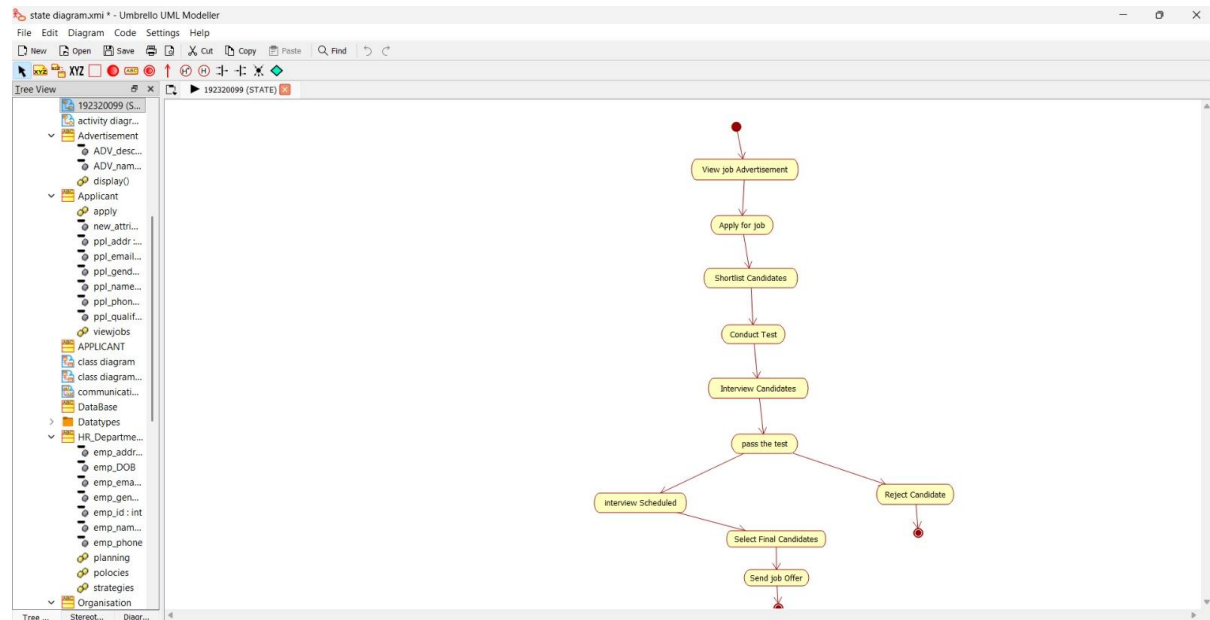 state diagram.xmi * - Umbrello UML Modeller
File Edit Diagram Code Settings Help
New Open Save Cut Copy Paste Find
XYZ XYZ ABC H* H
Tree View
192320099 (STATE)
192320099 (S...
activity diagr...
Advertisement
ADV_desc...
ADV_nam...
display()
Applicant
apply
new_attri...
ppl_addr :...
ppl_email...
ppl_gend...
ppl_name...
ppl_phon...
ppl_qualif...
viewjobs
APPLICANT
class diagram
class diagram...
communicati...
DataBase
Datatypes
HR_Departme...
emp_addr...
emp_DOB
emp_ema...
emp_gen...
emp_id : int
emp_nam...
emp_phone
planning
polocies
strategies
Organisation
Tree ... Stereot... Diagr...
View job Advertisement
Apply for job
Shortlist Candidates
Conduct Test
Interview Candidates
pass the test
interview Scheduled
Reject Candidate
Select Final Candidates
Send job Offer